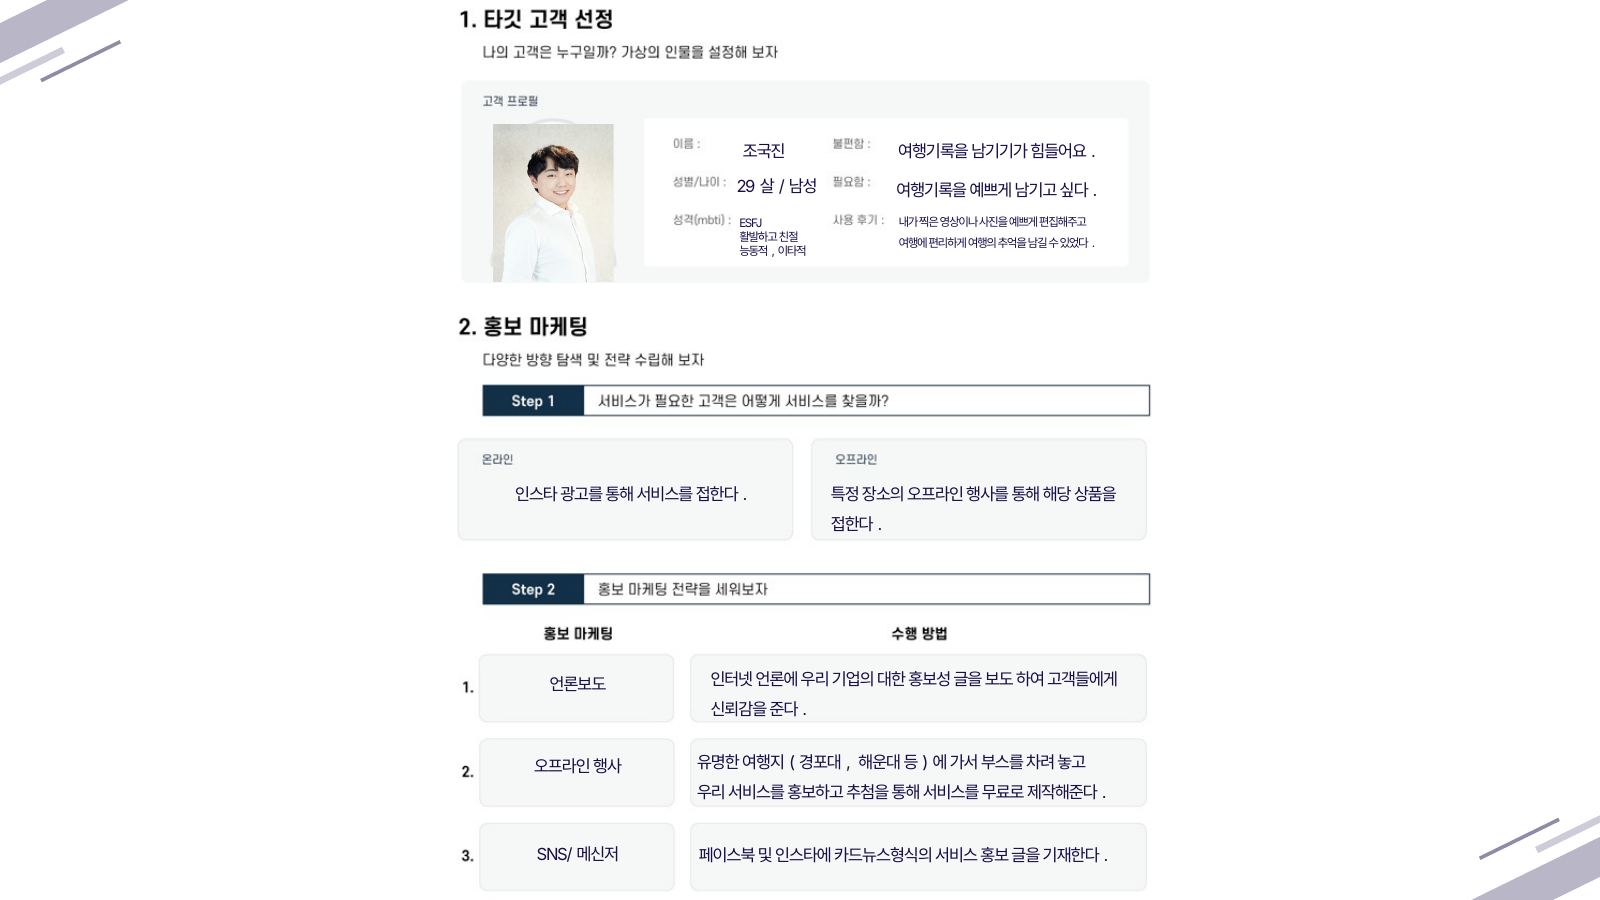 1. 타깃 고객 선정
나의 고객은 누구일까? 가상의 인물을 설정해 보자
고객 프로필
이름 : 조국진
성별/나이 : 29 살 / 남성
성격(mbti) : ESFJ
활발하고 친절
능동적 , 이타적
불편함 : 여행기록을 남기기가 힘들어요 .
필요함 : 여행기록을 예쁘게 남기고 싶다 .
사용 후기 : 내가 찍은 영상이나 사진을 예쁘게 편집해주고
여행에 편리하게 여행의 추억을 남길 수 있었다 .
2. 홍보 마케팅
다양한 방향 탐색 및 전략 수립해 보자
Step 1 서비스가 필요한 고객은 어떻게 서비스를 찾을까?
온라인
인스타 광고를 통해 서비스를 접한다 .
오프라인
특정 장소의 오프라인 행사를 통해 해당 상품을
접한다 .
Step 2 홍보 마케팅 전략을 세워보자
홍보 마케팅 수행 방법
1. 언론보도
인터넷 언론에 우리 기업의 대한 홍보성 글을 보도 하여 고객들에게
신뢰감을 준다 .
2. 오프라인 행사
유명한 여행지 ( 경포대 , 해운대 등 ) 에 가서 부스를 차려 놓고
우리 서비스를 홍보하고 추첨을 통해 서비스를 무료로 제작해준다 .
3. SNS/ 메신저
페이스북 및 인스타에 카드뉴스형식의 서비스 홍보 글을 기재한다 .